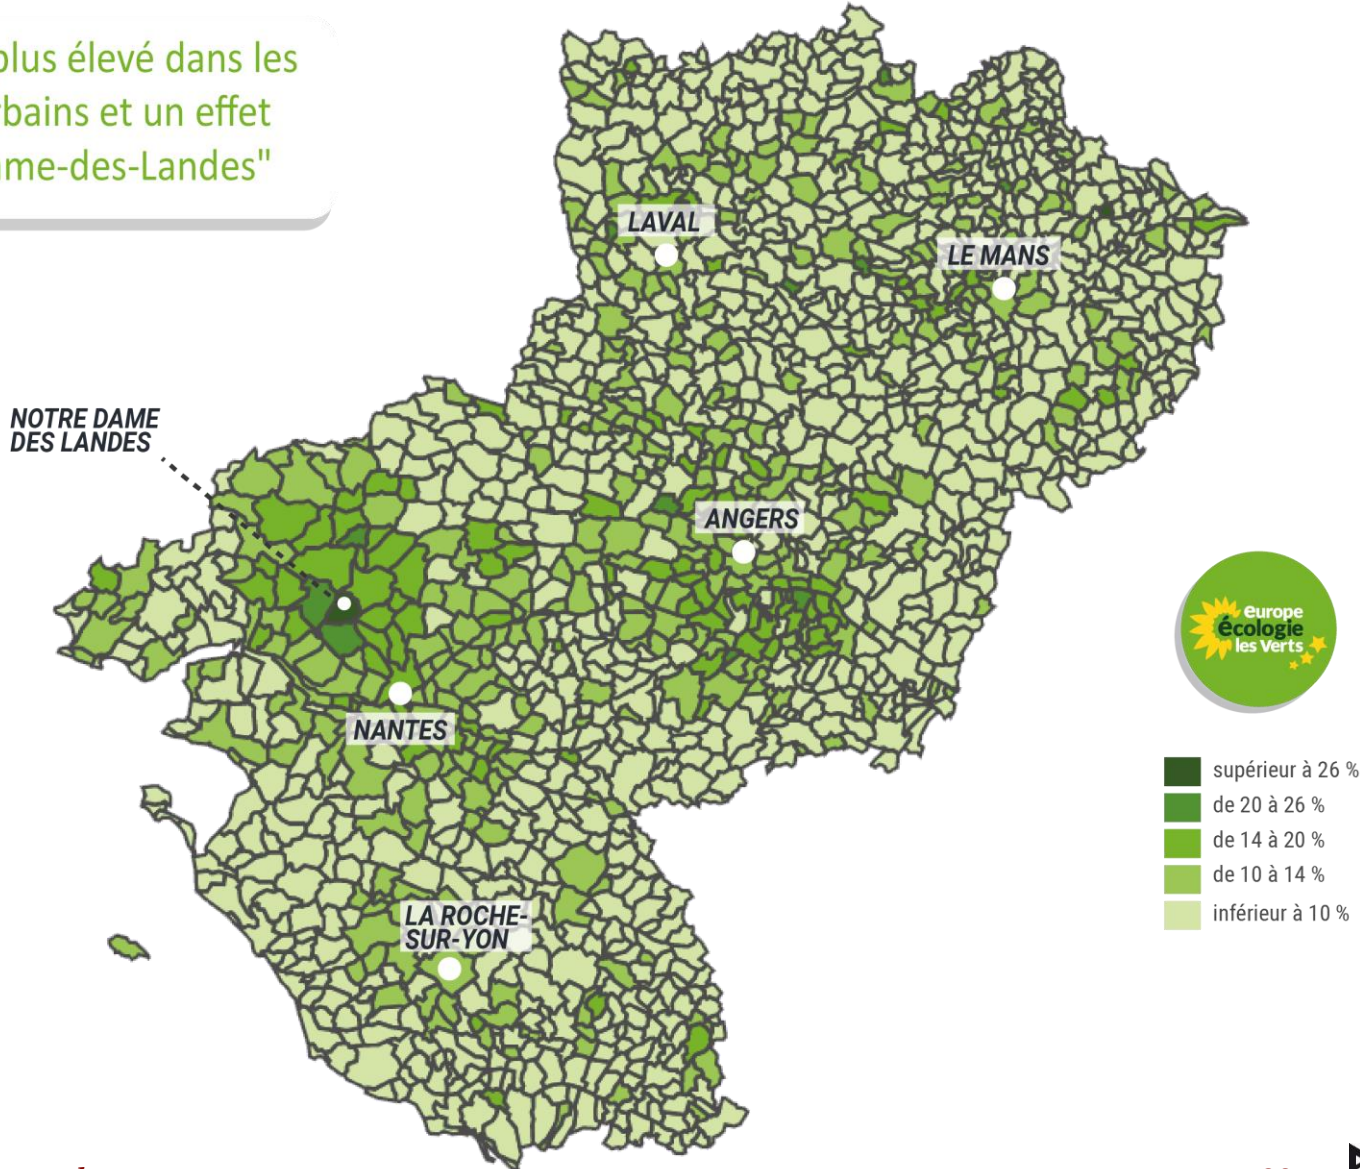 plus élevé dans les
bains et un effet
me-des-Landes"
LAVAL
LE MANS
NOTRE DAME
DES LANDES
ANGERS
NANTES
LA ROCHE-
SUR-YON
europe
écologie
les Verts
supérieur à 26 %
de 20 à 26 %
de 14 à 20 %
de 10 à 14 %
inférieur à 10 %